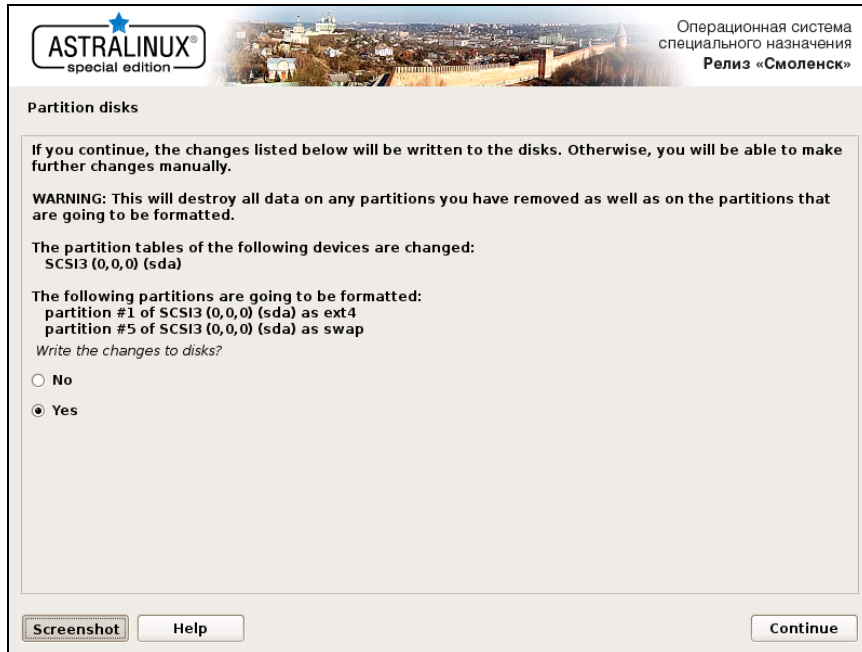 ASTRALINUX®
special edition
Операционная система
специального назначения
Релиз «Смоленск»
Partition disks
If you continue, the changes listed below will be written to the disks. Otherwise, you will be able to make
further changes manually.
WARNING: This will destroy all data on any partitions you have removed as well as on the partitions that
are going to be formatted.
The partition tables of the following devices are changed:
SCSI3 (0,0,0) (sda)
The following partitions are going to be formatted:
partition #1 of SCSI3 (0,0,0) (sda) as ext4
partition #5 of SCSI3 (0,0,0) (sda) as swap
Write the changes to disks?
No
Yes
Screenshot
Help
Continue